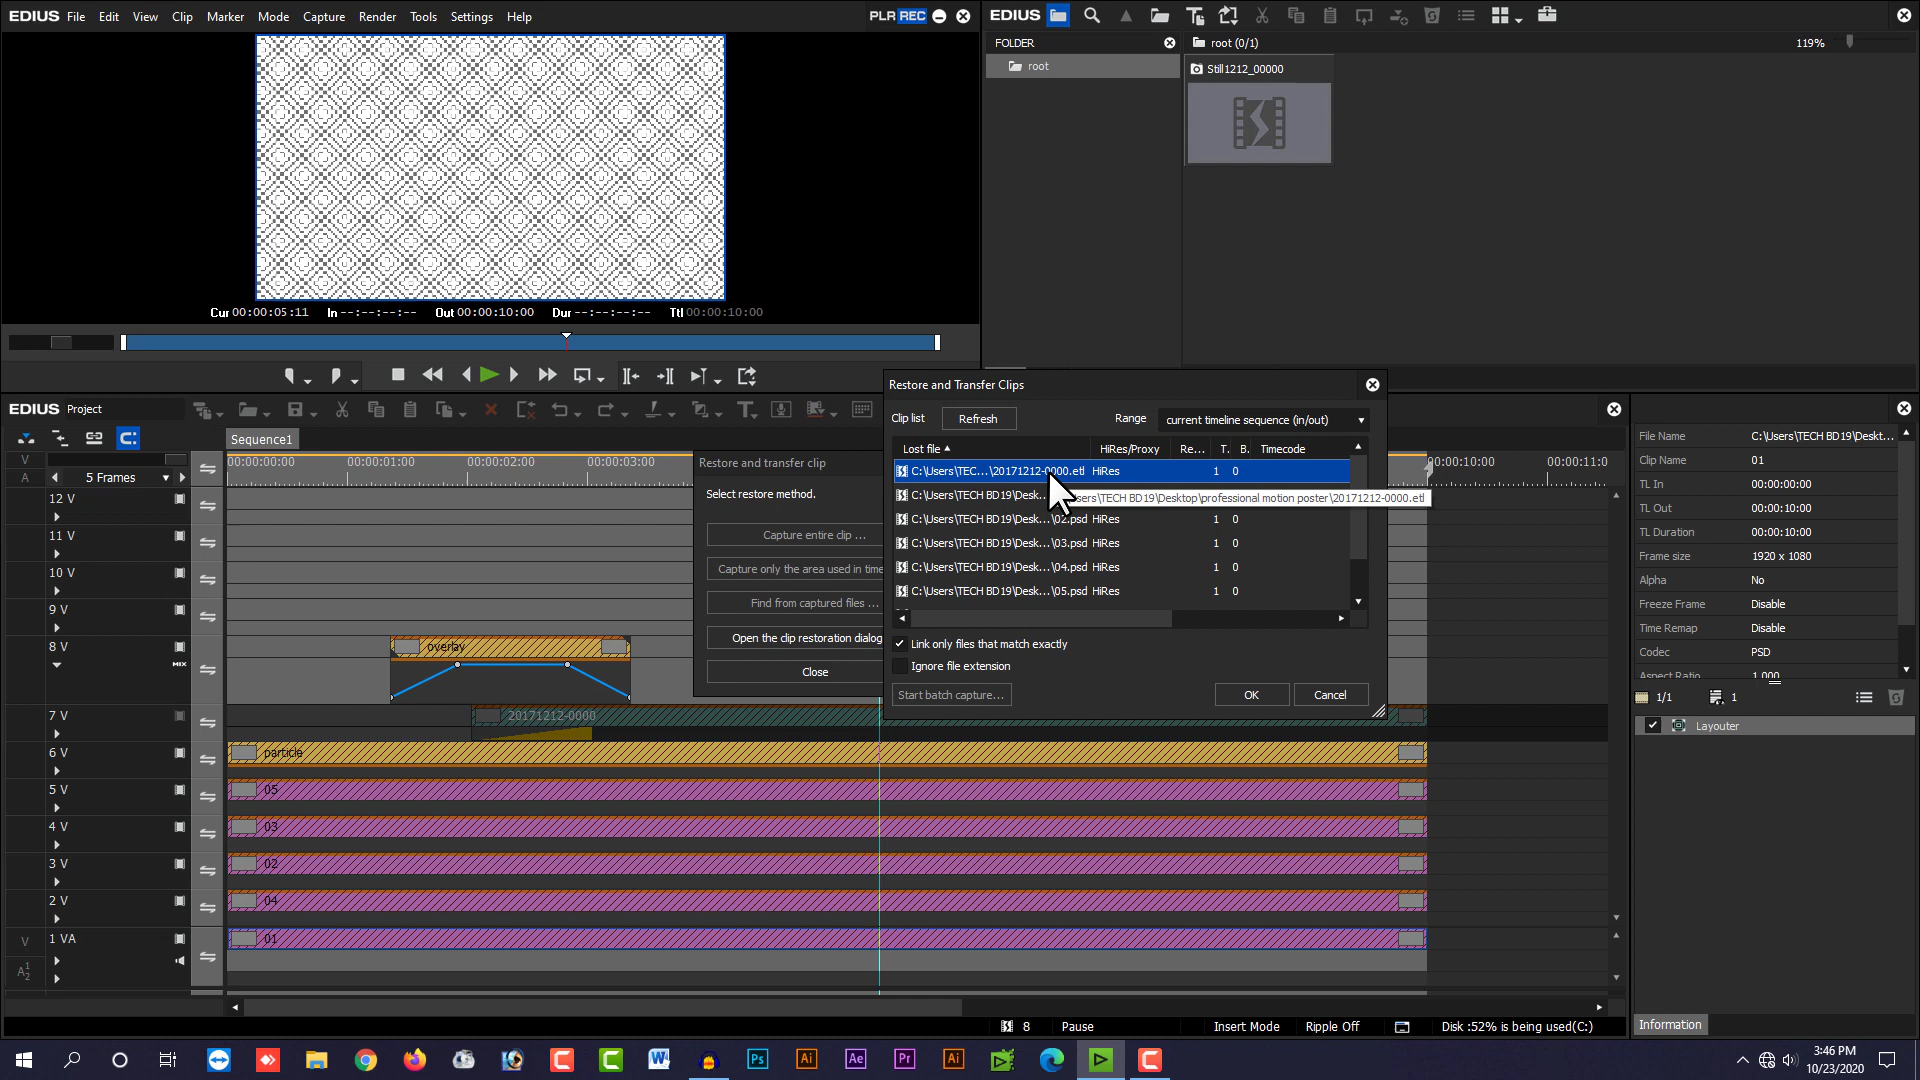 EDIUS File Edit View Clip Marker Mode Capture Render Tools Settings Help
PLR REC
EDIUS
FOLDER
root (0/1)
119%
root
Still1212_00000
Cur 00:00:05:11 In --:--:--:-- Out 00:00:10:00 Dur --:--:--:-- Ttl 00:00:10:00
EDIUS Project
Sequence1
V
A
5 Frames
00:00:00:00 00:00:01:00 00:00:02:00 00:00:03:00
00:00:10:00 00:00:11:0
12 V
11 V
10 V
9 V
8 V
MIX
overlay
7 V
20171212-0000
6 V
particle
5 V
05
4 V
03
3 V
02
2 V
04
V
1 VA
01
A 1 2
Restore and transfer clip
Select restore method.
Capture entire clip ...
Capture only the area used in time
Find from captured files ...
Open the clip restoration dialog
Close
Restore and Transfer Clips
Clip list
Refresh
Range
current timeline sequence (in/out)
Lost file HiRes/Proxy Re... T. B. Timecode
C:\Users\TEC...\20171212-0000.etl HiRes 1 0
C:\Users\TECH BD19\Desk...
sers\TECH BD19\Desktop\professional motion poster\20171212-0000.etl
C:\Users\TECH BD19\Desk...\02.psd HiRes 1 0
C:\Users\TECH BD19\Desk...\03.psd HiRes 1 0
C:\Users\TECH BD19\Desk...\04.psd HiRes 1 0
C:\Users\TECH BD19\Desk...\05.psd HiRes 1 0
Link only files that match exactly
Ignore file extension
Start batch capture...
OK
Cancel
File Name C:\Users\TECH BD19\Deskt...
Clip Name 01
TL In 00:00:00:00
TL Out 00:00:10:00
TL Duration 00:00:10:00
Frame size 1920 x 1080
Alpha No
Freeze Frame Disable
Time Remap Disable
Codec PSD
Aspect Ratio 1.000
1/1
1
Layouter
Information
8 Pause
Insert Mode Ripple Off
Disk :52% is being used(C:)
W
Ps
Ai
Ae
Pr
Ai
3:46 PM
10/23/2020